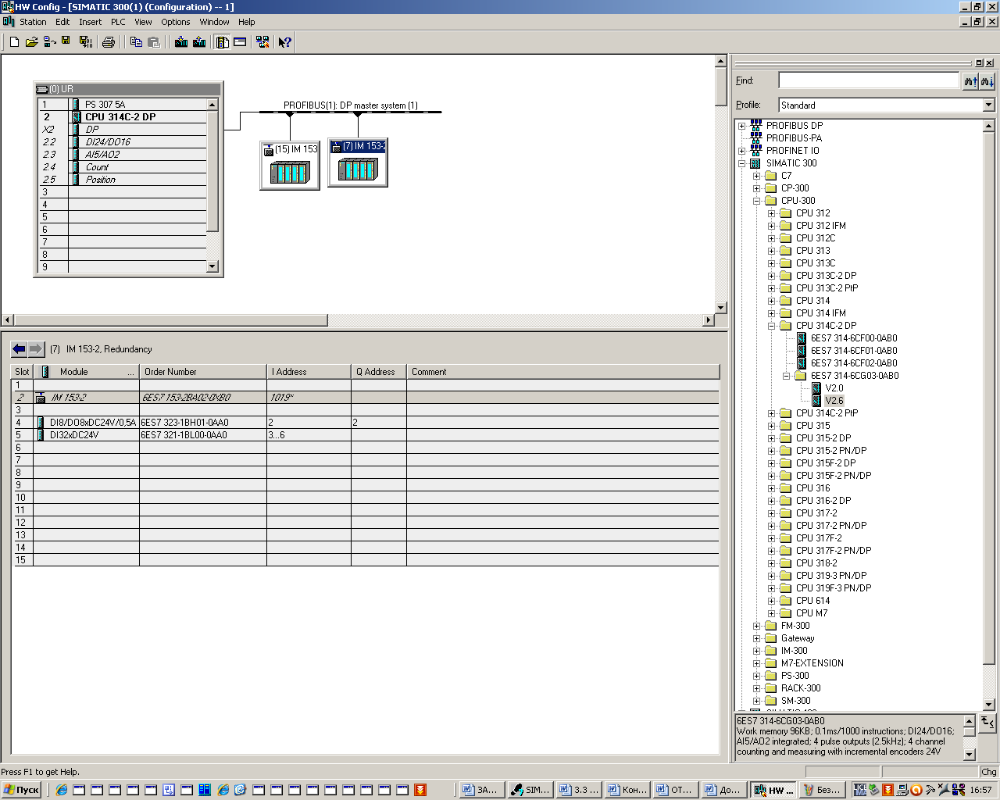 HW Config - [SIMATIC 300(1) (Configuration) -- 1]
Station Edit Insert PLC View Options Window Help
(0) UR
1 PS 307 5A
2 CPU 314C-2 DP
X2 DP
2.2 DI24/DO16
2.3 AI5/AO2
2.4 Count
2.5 Position
3
4
5
6
7
8
9
PROFIBUS(1): DP master system (1)
(15) IM 153
(7) IM 153-2
Find:
Profile: Standard
PROFIBUS DP
PROFIBUS-PA
PROFINET IO
SIMATIC 300
C7
CP-300
CPU-300
CPU 312
CPU 312 IFM
CPU 312C
CPU 313
CPU 313C
CPU 313C-2 DP
CPU 313C-2 PtP
CPU 314
CPU 314 IFM
CPU 314C-2 DP
6ES7 314-6CF00-0AB0
6ES7 314-6CF01-0AB0
6ES7 314-6CF02-0AB0
6ES7 314-6CG03-0AB0
V2.0
V2.6
CPU 314C-2 PtP
CPU 315
CPU 315-2 DP
CPU 315-2 PN/DP
CPU 315F-2 DP
CPU 315F-2 PN/DP
CPU 316
CPU 316-2 DP
CPU 317-2
CPU 317-2 PN/DP
CPU 317F-2
CPU 317F-2 PN/DP
CPU 318-2
CPU 319-3 PN/DP
CPU 319F-3 PN/DP
CPU 614
CPU M7
FM-300
Gateway
IM-300
M7-EXTENSION
PS-300
RACK-300
SM-300
6ES7 314-6CG03-0AB0
Work memory 96KB; 0.1ms/1000 instructions; DI24/DO16;
AI5/AO2 integrated; 4 pulse outputs (2.5kHz); 4 channel
counting and measuring with incremental encoders 24V
(7) IM 153-2, Redundancy
Slot Module ... Order Number I Address Q Address Comment
1
2 IM 153-2 6ES7 153-2BA02-0XB0 1019*
3
4 DI8/DO8xDC24V/0,5A 6ES7 323-1BH01-0AA0 2 2
5 DI32xDC24V 6ES7 321-1BL00-0AA0 3...6
6
7
8
9
10
11
12
13
14
15
Press F1 to get Help. Chg
Пуск ЗА... SIM... 3.3 ... Кон... ОТ... До... HW ... Без... 16:57